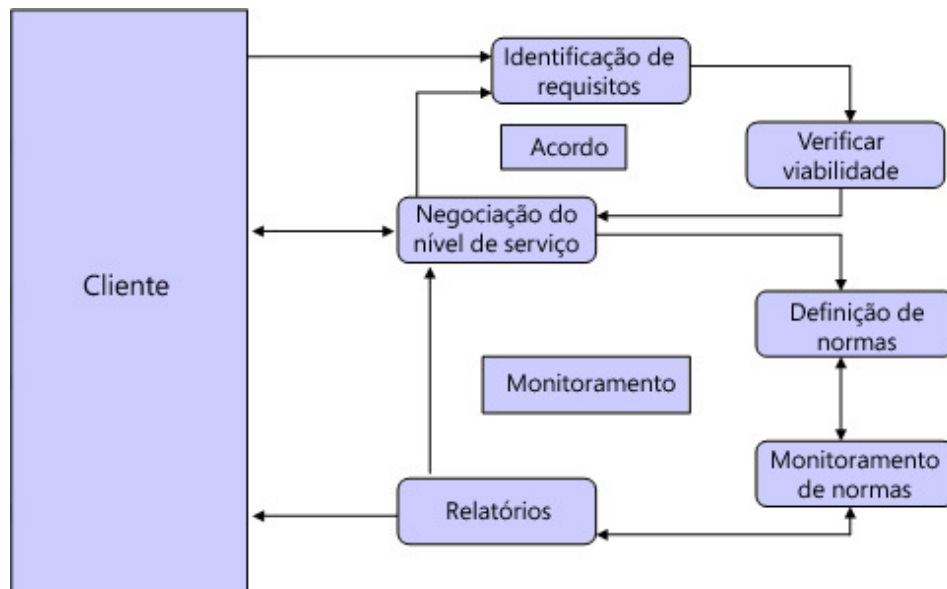 Identificação de
requisitos
Acordo
Verificar
viabilidade
Negociação do
nível de serviço
Cliente
Definição de
normas
Monitoramento
Monitoramento
de normas
Relatórios